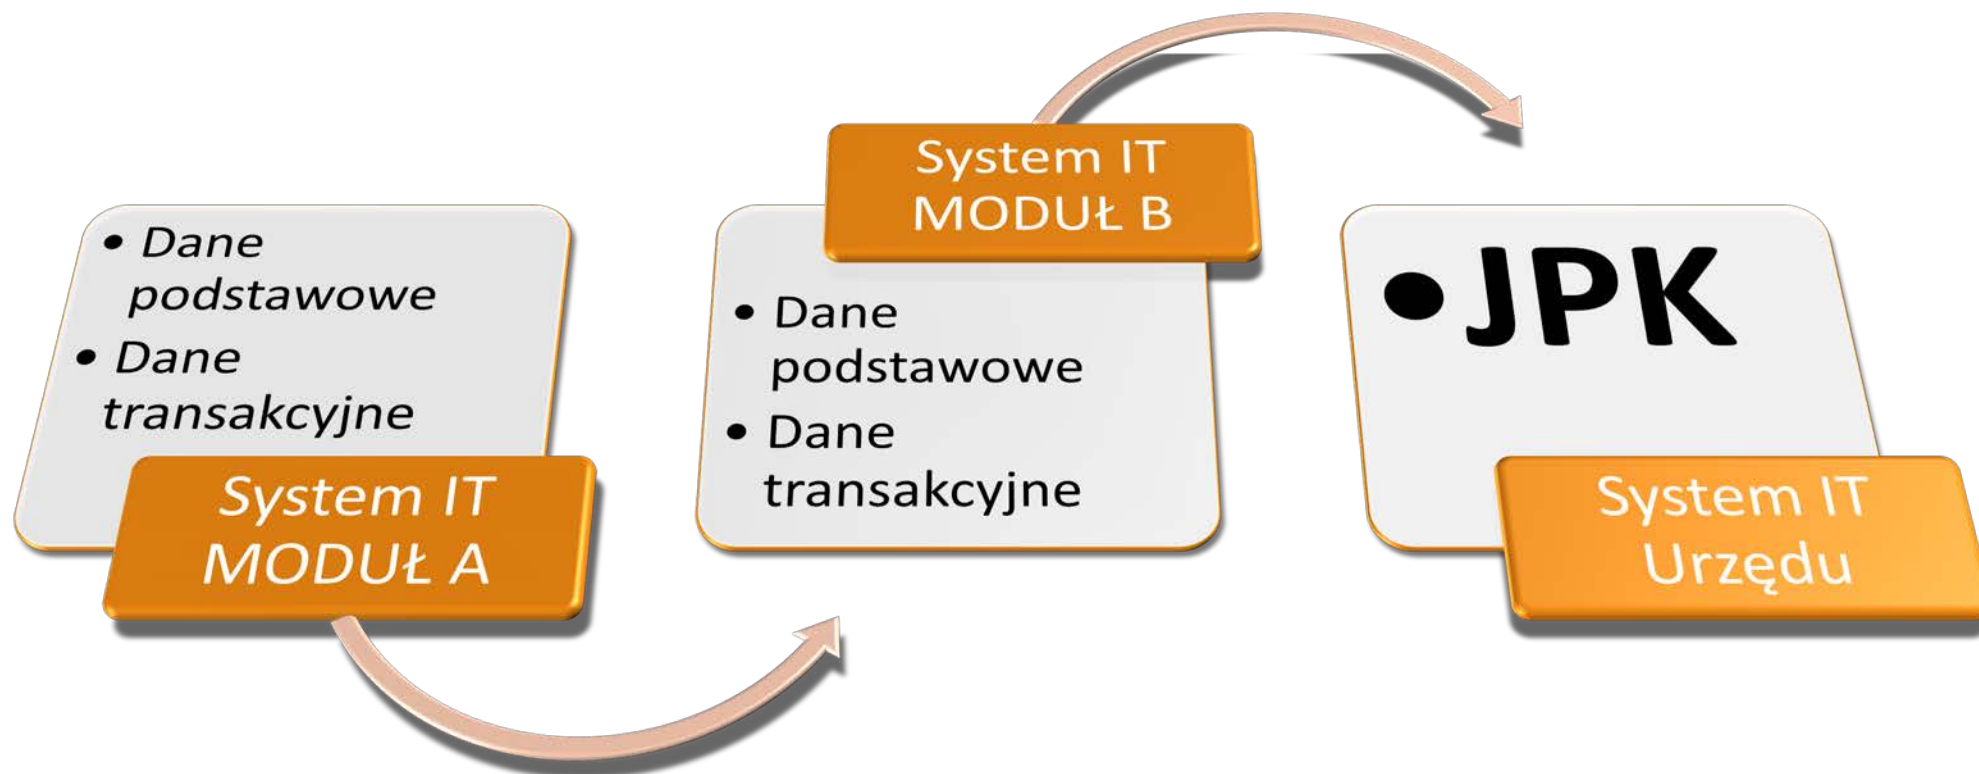 • Dane
podstawowe
• Dane
transakcyjne
System IT
MODUŁ A
System IT
MODUŁ B
• Dane
podstawowe
• Dane
transakcyjne
•JPK
System IT
Urzędu